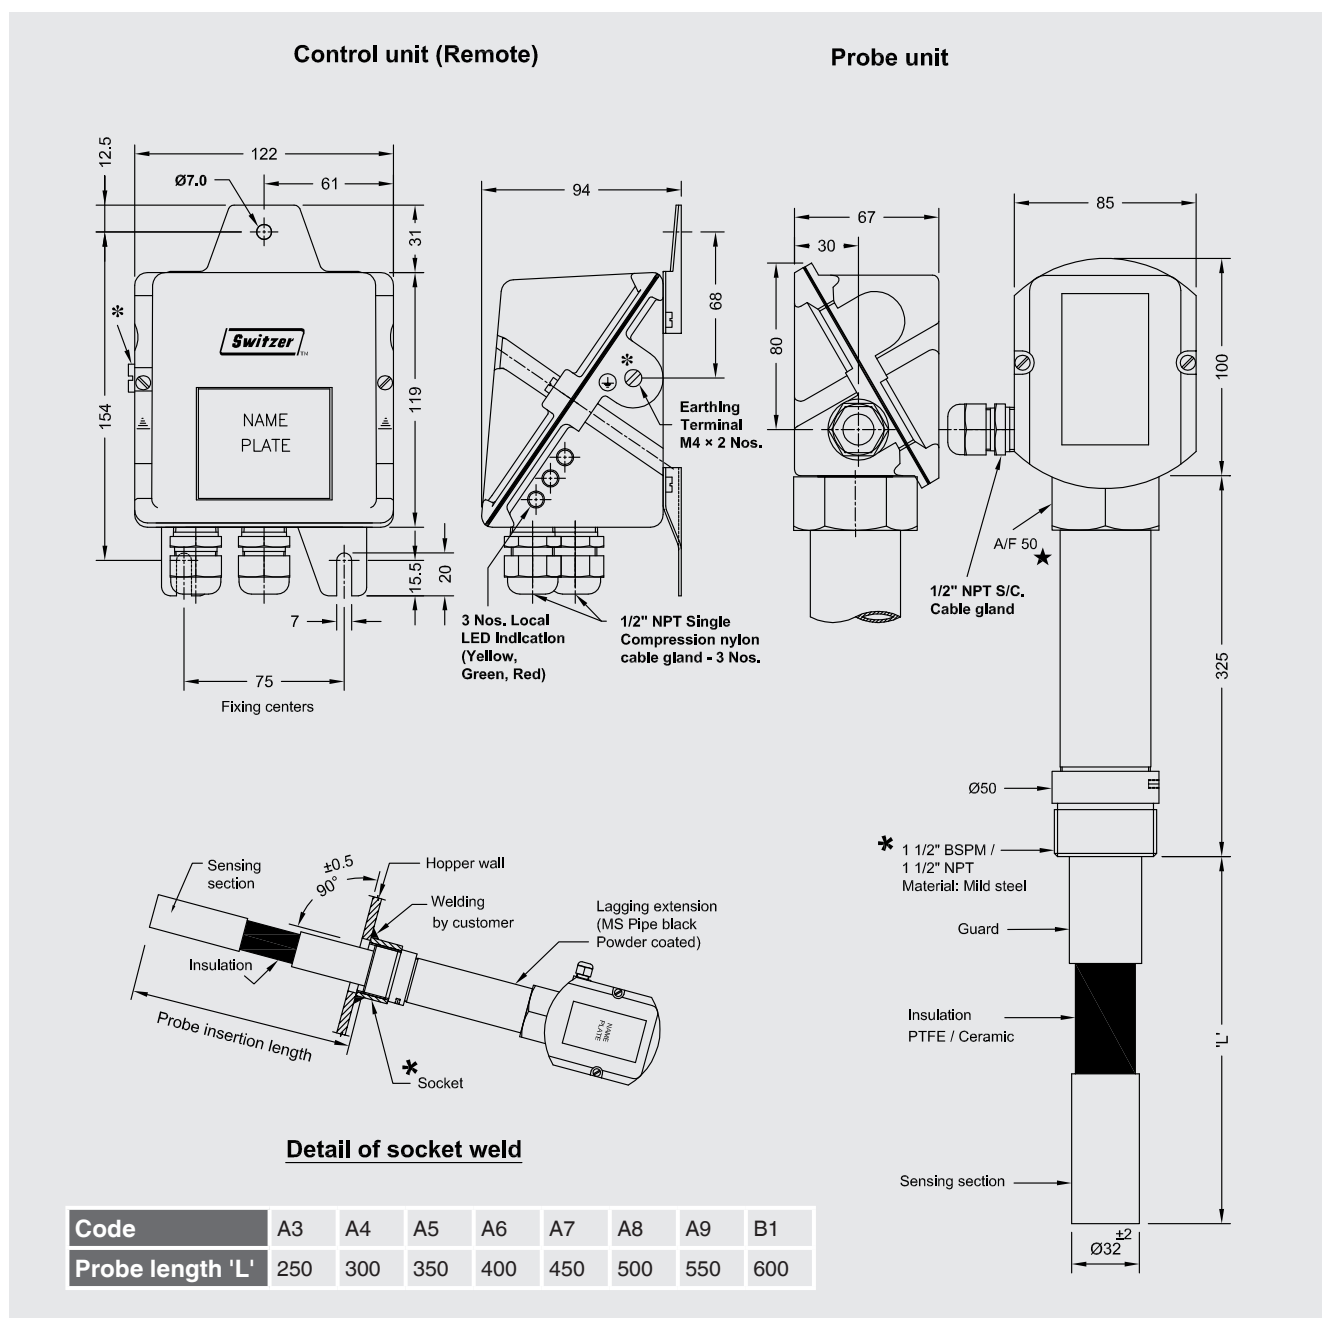 Control unit (Remote)
Probe unit
12.5
122
Ø7.0
61
31
*
Switzer
TM
154
119
NAME
PLATE
15.5
20
7
75
Fixing centers
94
68
*
Earthing
Terminal
M4 × 2 Nos.
3 Nos. Local
LED Indication
(Yellow,
Green, Red)
1/2" NPT Single
Compression nylon
cable gland - 3 Nos.
67
30
80
85
100
A/F 50
★
1/2" NPT S/C.
Cable gland
325
Ø50
* 1 1/2" BSPM /
1 1/2" NPT
Material: Mild steel
Guard
Insulation
PTFE / Ceramic
'L'
Sensing section
Ø32 ±2
Sensing
section
±0.5
90°
Hopper wall
Welding
by customer
Lagging extension
(MS Pipe black
Powder coated)
Insulation
NAME
PLATE
Probe insertion length
*
Socket
Detail of socket weld
Code A3 A4 A5 A6 A7 A8 A9 B1
Probe length 'L' 250 300 350 400 450 500 550 600